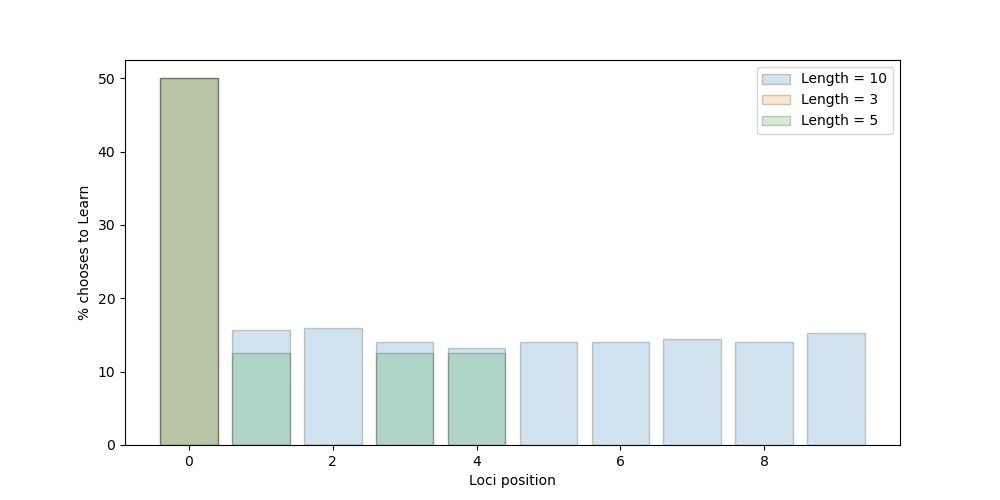 50
40
30
20
10
0
% chooses to Learn
Length = 10
Length = 3
Length = 5
0 2 4 6 8
Loci position